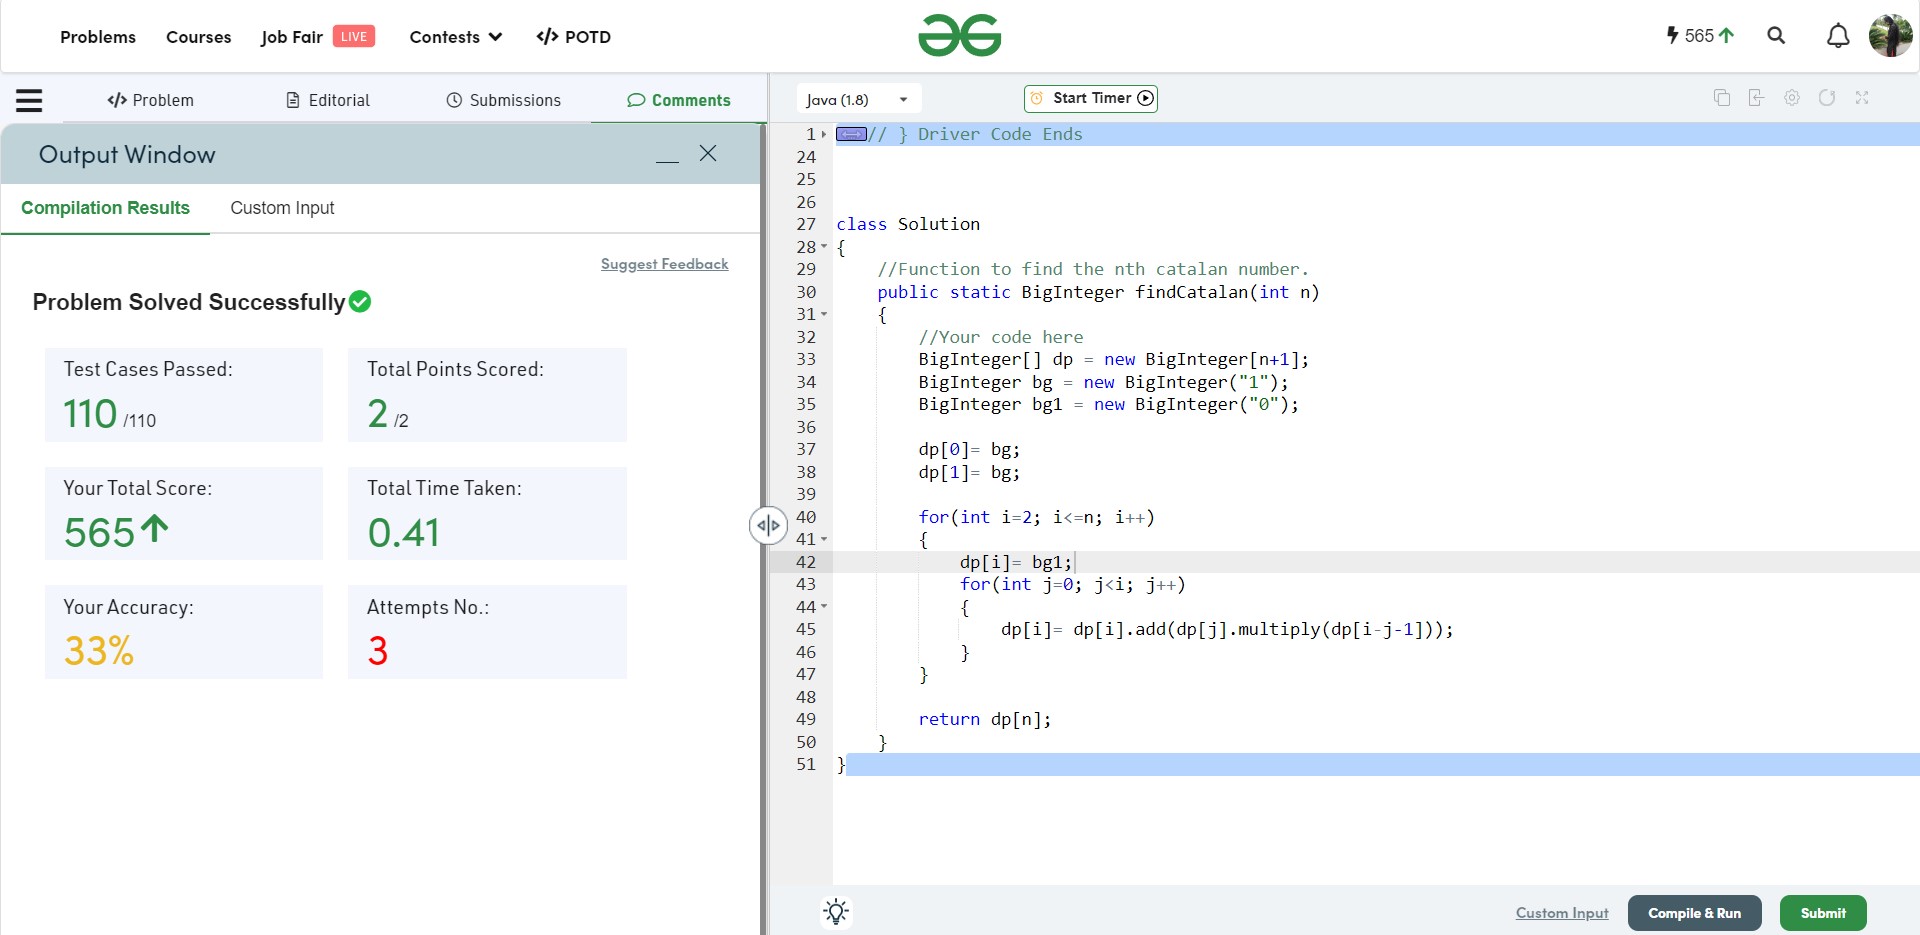 Problems Courses Job Fair LIVE Contests </> POTD
565
</> Problem Editorial Submissions Comments
Output Window
Compilation Results Custom Input
Suggest Feedback
Problem Solved Successfully
Test Cases Passed:
110 /110
Total Points Scored:
2 /2
Your Total Score:
565
Total Time Taken:
0.41
Your Accuracy:
33%
Attempts No.:
3
Java (1.8) Start Timer
1 // } Driver Code Ends
24
25
26
27 class Solution
28 {
29 //Function to find the nth catalan number.
30 public static BigInteger findCatalan(int n)
31 {
32 //Your code here
33 BigInteger[] dp = new BigInteger[n+1];
34 BigInteger bg = new BigInteger("1");
35 BigInteger bg1 = new BigInteger("0");
36
37 dp[0]= bg;
38 dp[1]= bg;
39
40 for(int i=2; i<=n; i++)
41 {
42 dp[i]= bg1;
43 for(int j=0; j<i; j++)
44 {
45 dp[i]= dp[i].add(dp[j].multiply(dp[i-j-1]));
46 }
47 }
48
49 return dp[n];
50 }
51 }
Custom Input Compile & Run Submit